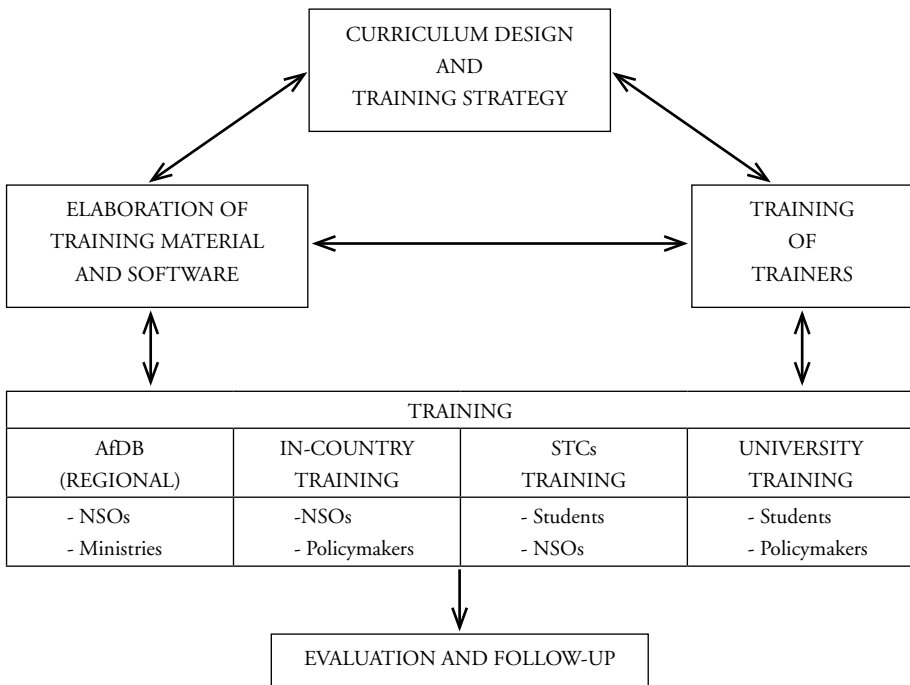 CURRICULUM DESIGN
AND
TRAINING STRATEGY
ELABORATION OF
TRAINING MATERIAL
AND SOFTWARE
TRAINING
OF
TRAINERS
TRAINING
AfDB
(REGIONAL)
IN-COUNTRY
TRAINING
STCs
TRAINING
UNIVERSITY
TRAINING
- NSOs
- Ministries
-NSOs
- Policymakers
- Students
- NSOs
- Students
- Policymakers
EVALUATION AND FOLLOW-UP